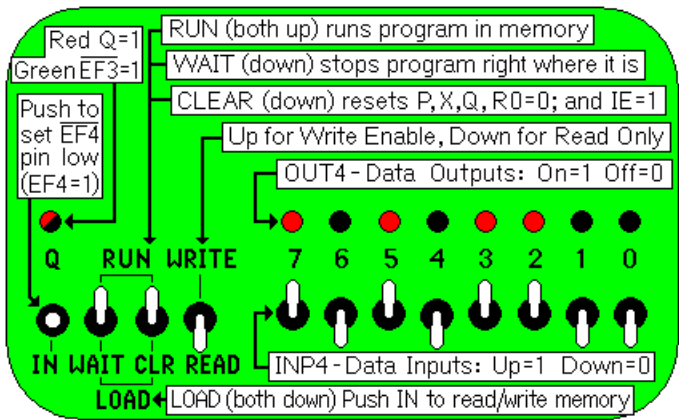 Red Q=1
Green EF3=1
RUN (both up) runs program in memory
WAIT (down) stops program right where it is
CLEAR (down) resets P,X,Q, R0=0; and IE=1
Push to
set EF4
pin low
(EF4=1)
Up for Write Enable, Down for Read Only
OUT4-Data Outputs: On=1 Off=0
Q RUN WRITE 7 6 5 4 3 2 1 0
IN WAIT CLR READ
INP4-Data Inputs: Up=1 Down=0
LOAD LOAD (both down) Push IN to read/write memory